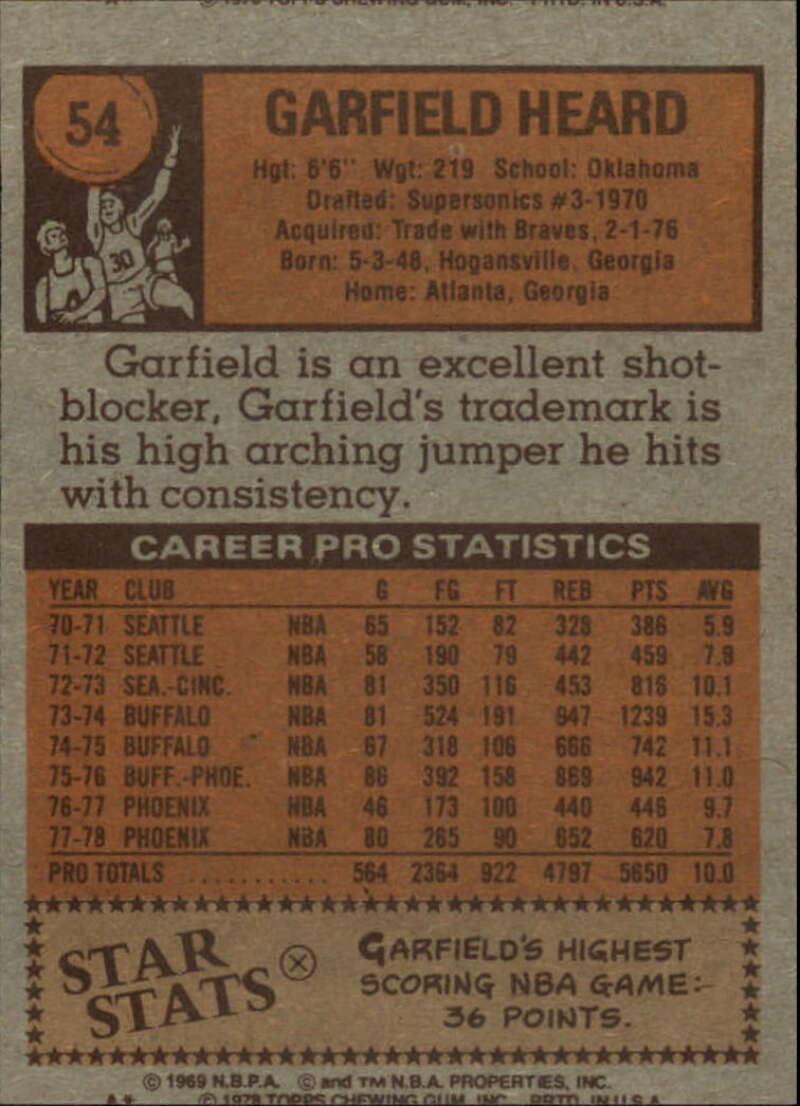 54
GARFIELD HEARD
Hgt: 6'6" Wgt: 219 School: Oklahoma
Drafted: Supersonics #3-1970
Acquired: Trade with Braves, 2-1-76
Born: 5-3-48, Hogansville, Georgia
Home: Atlanta, Georgia
30
Garfield is an excellent shot-
blocker, Garfield's trademark is
his high arching jumper he hits
with consistency.
CAREER PRO STATISTICS
YEAR CLUB G FG FT REB PTS AVG
70-71 SEATTLE NBA 65 152 82 328 386 5.9
71-72 SEATTLE NBA 58 190 79 442 459 7.9
72-73 SEA.-CINC. NBA 81 350 116 453 816 10.1
73-74 BUFFALO NBA 81 524 191 947 1239 15.3
74-75 BUFFALO NBA 67 318 106 666 742 11.1
75-76 BUFF.-PHOE. NBA 86 392 158 869 942 11.0
76-77 PHOENIX NBA 46 173 100 440 446 9.7
77-78 PHOENIX NBA 80 265 90 652 620 7.8
PRO TOTALS ........... 564 2364 922 4797 5650 10.0
STAR
STATS
GARFIELD'S HIGHEST
SCORING NBA GAME:-
36 POINTS.
© 1969 N.B.P.A. © and TM N.B.A. PROPERTIES, INC.
© 1978 TOPPS CHEWING GUM, INC. PRTD. IN U.S.A.